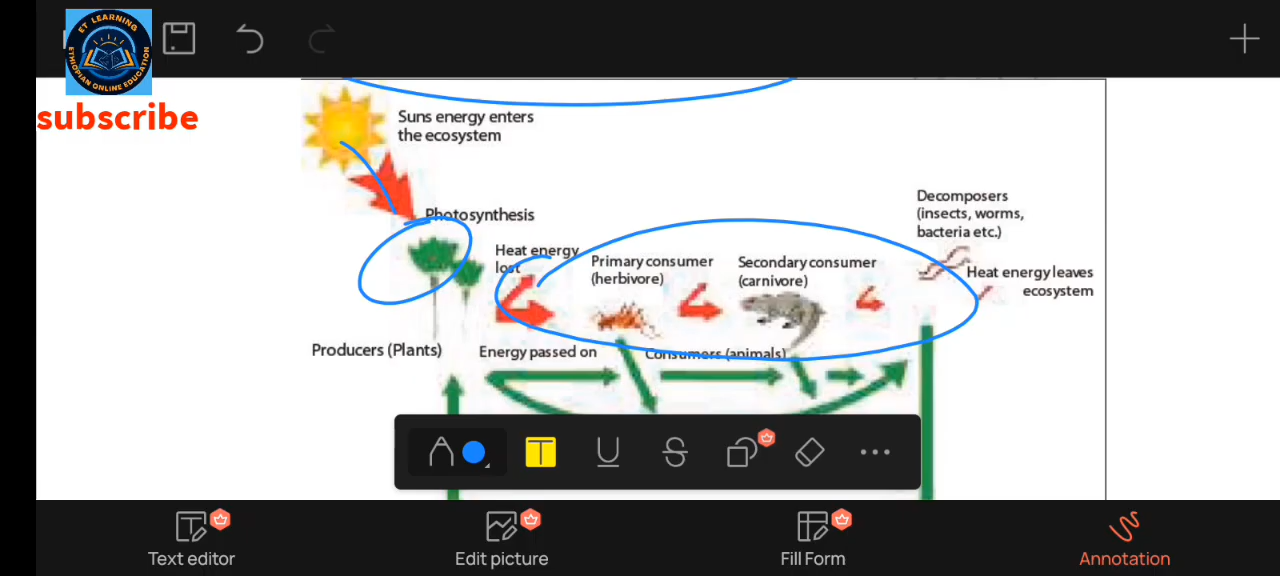 ET LEARNING
ETHIOPIAN ONLINE EDUCATION
subscribe
Suns energy enters
the ecosystem
Photosynthesis
Heat energy
lost
Primary consumer
(herbivore)
Secondary consumer
(carnivore)
Decomposers
(insects, worms,
bacteria etc.)
Heat energy leaves
ecosystem
Producers (Plants)
Energy passed on
Consumers (animals)
Text editor
Edit picture
Fill Form
Annotation